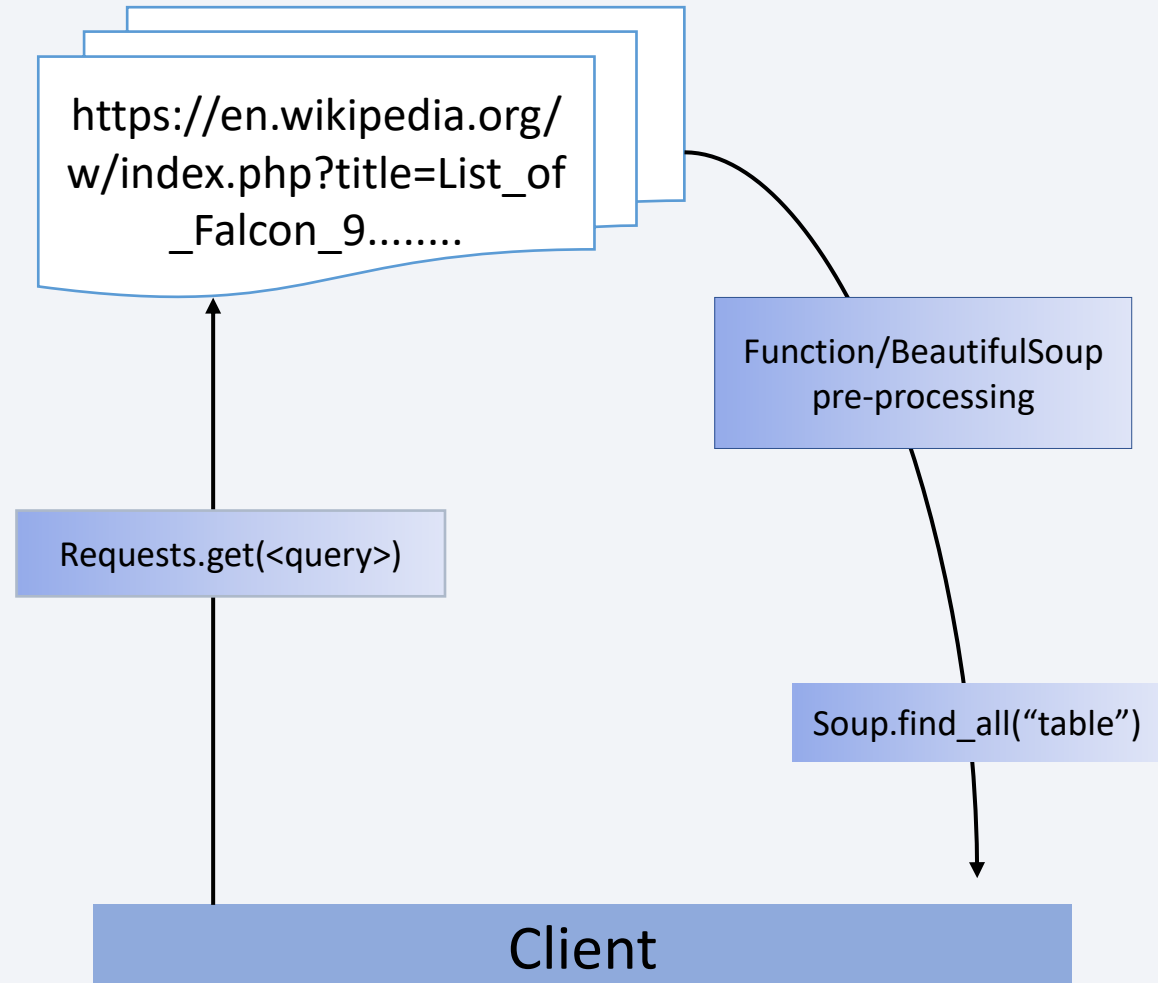 https://en.wikipedia.org/
w/index.php?title=List_of
_Falcon_9........
Function/BeautifulSoup
pre-processing
Requests.get(<query>)
Soup.find_all(“table”)
Client